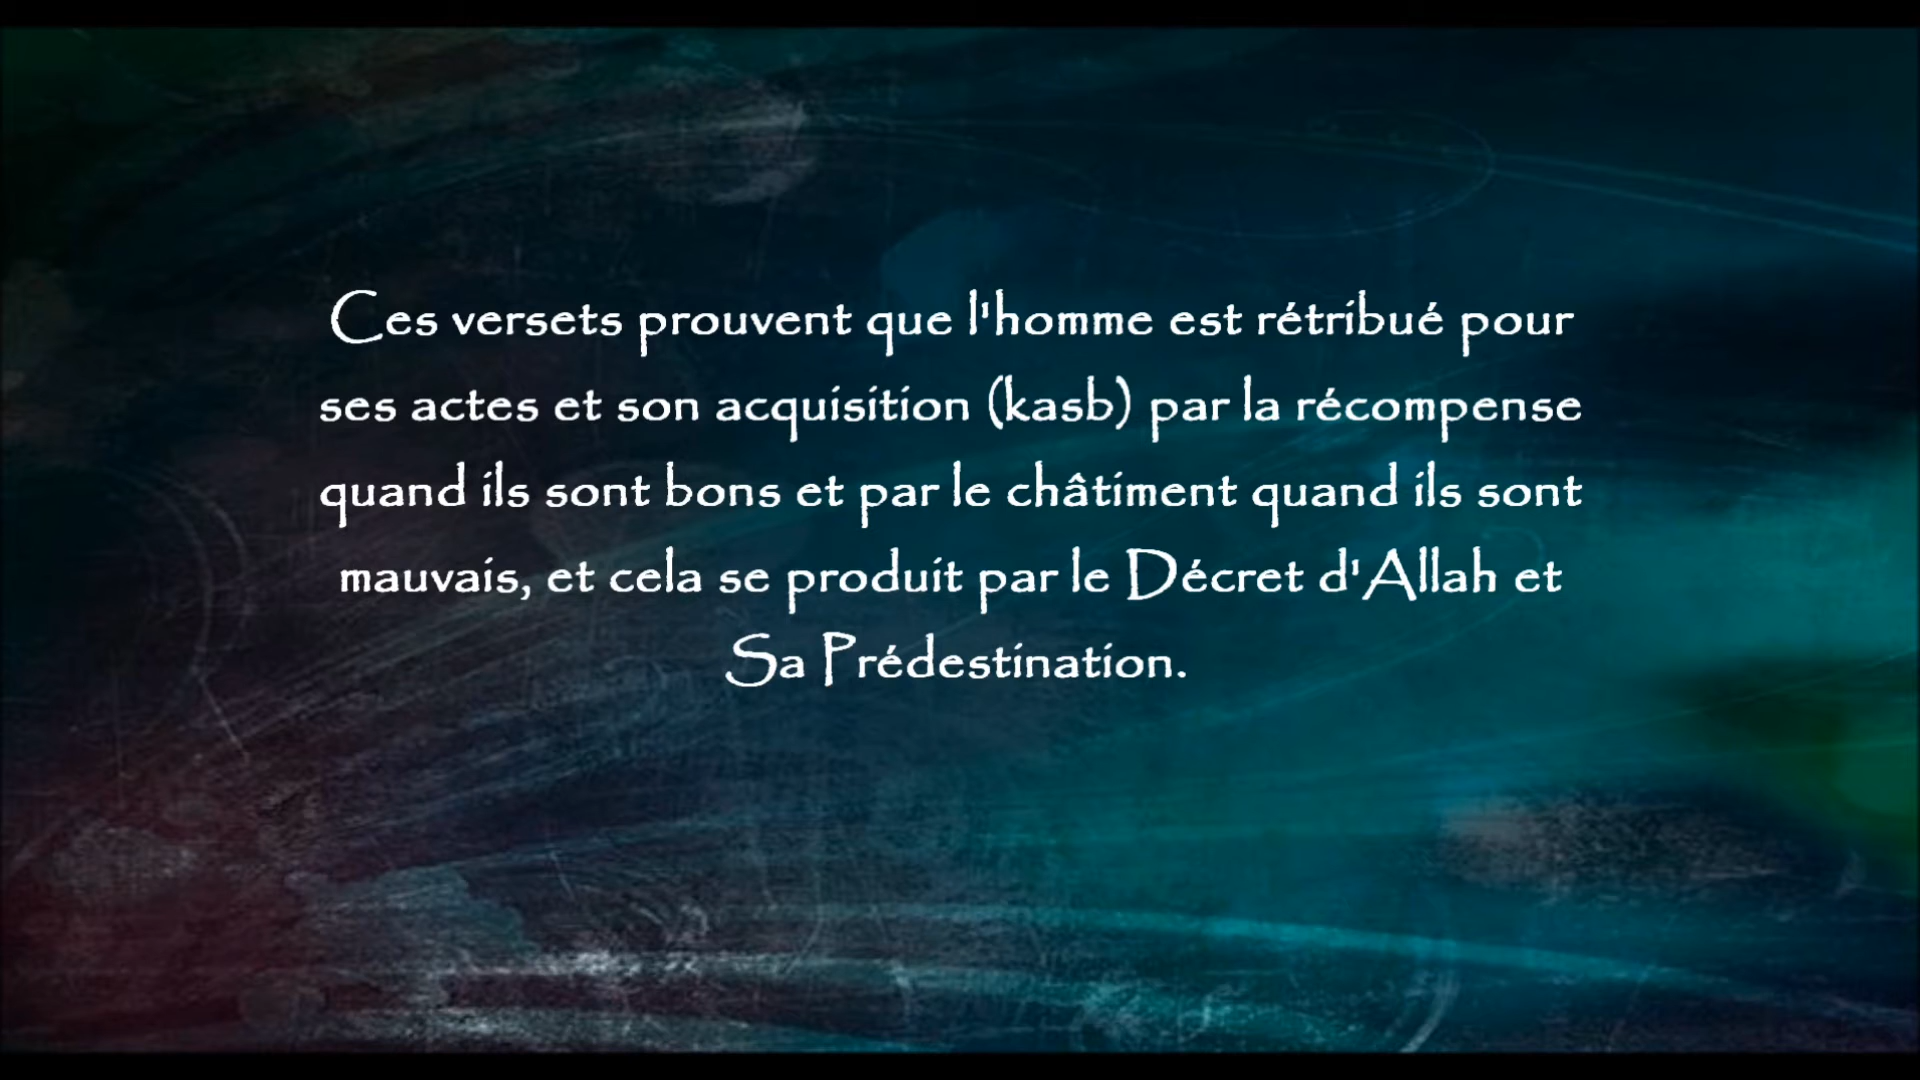 Ces versets prouvent que l'homme est rétribué pour
ses actes et son acquisition (kasb) par la récompense
quand ils sont bons et par le châtiment quand ils sont
mauvais, et cela se produit par le Décret d'Allah et
Sa Prédestination.